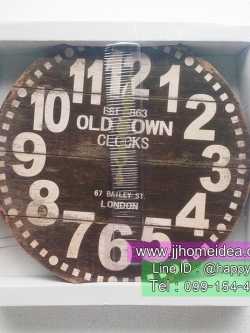 11 12 1
10 2
9 3
8 4
7 6 5
EST 1863
OLD TOWN
CLOCKS
67 BAILEY ST.
LONDON
www.jjhomeidea.c
Line ID : @happy
Tel : 099-154-4